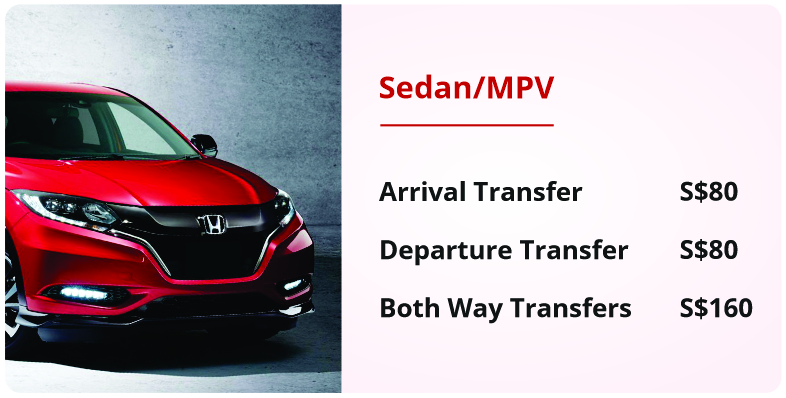 Sedan/MPV
Arrival Transfer S$80
Departure Transfer S$80
Both Way Transfers S$160